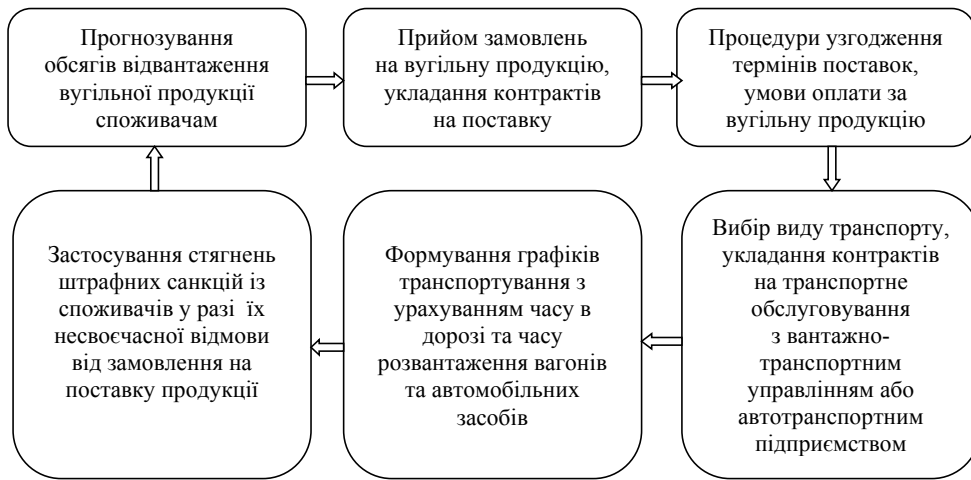 Прогнозування
обсягів відвантаження
вугільної продукції
споживачам
Прийом замовлень
на вугільну продукцію,
укладання контрактів
на поставку
Процедури узгодження
термінів поставок,
умови оплати за
вугільну продукцію
Вибір виду транспорту,
укладання контрактів
на транспортне
обслуговування
з вантажно-
транспортним
управлінням або
автотранспортним
підприємством
Формування графіків
транспортування з
урахуванням часу в
дорозі та часу
розвантаження вагонів
та автомобільних
засобів
Застосування стягнень
штрафних санкцій із
споживачів у разі їх
несвоєчасної відмови
від замовлення на
поставку продукції